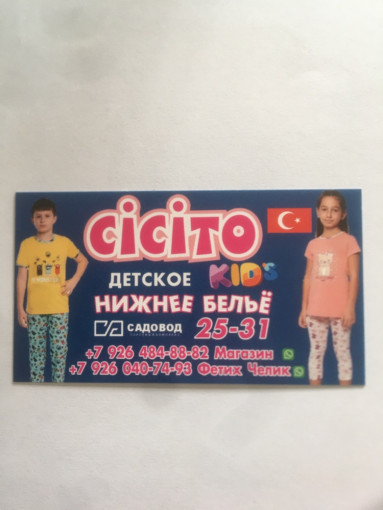 CiCiTO
KIDS
ДЕТСКОЕ
НИЖНЕЕ БЕЛЬЁ
САДОВОД 25-31
+7 926 484-88-82 Магазин
+7 926 040-74-93 Фетих Челик